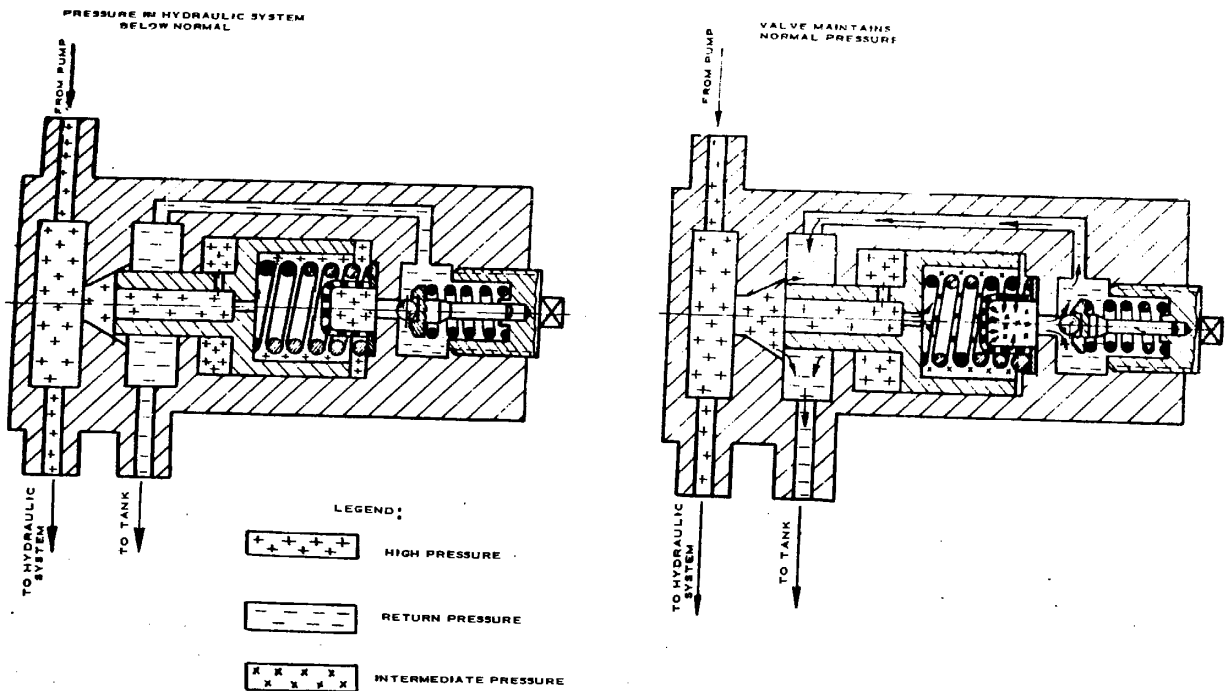 PRESSURE IN HYDRAULIC SYSTEM
BELOW NORMAL
FROM PUMP
TO HYDRAULIC
SYSTEM
TO TANK
VALVE MAINTAINS
NORMAL PRESSURE
FROM PUMP
TO HYDRAULIC
SYSTEM
TO TANK
LEGEND:
HIGH PRESSURE
RETURN PRESSURE
INTERMEDIATE PRESSURE